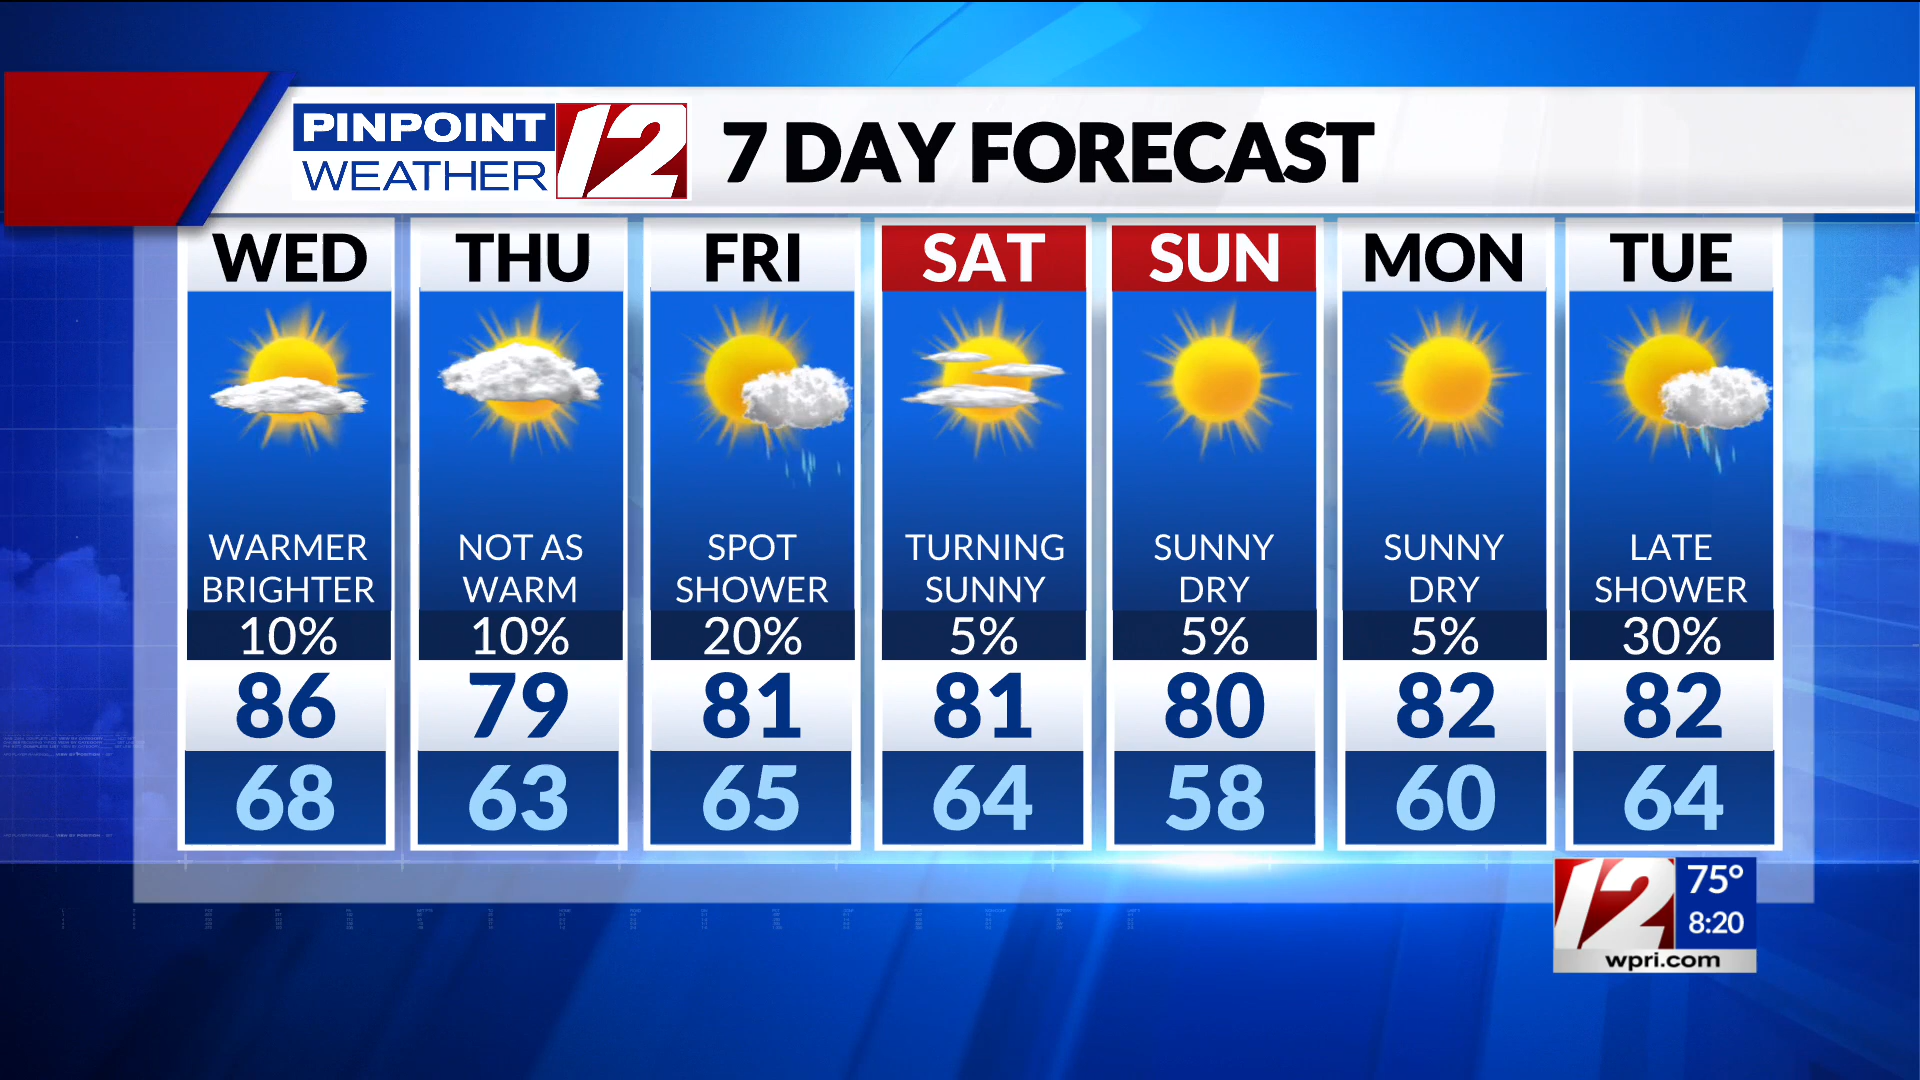 PINPOINT
WEATHER
12
7 DAY FORECAST
WED THU FRI SAT SUN MON TUE
WARMER NOT AS SPOT TURNING SUNNY SUNNY LATE
BRIGHTER WARM SHOWER SUNNY DRY DRY SHOWER
10% 10% 20% 5% 5% 5% 30%
86 79 81 81 80 82 82
68 63 65 64 58 60 64
12
75°
8:20
wpri.com